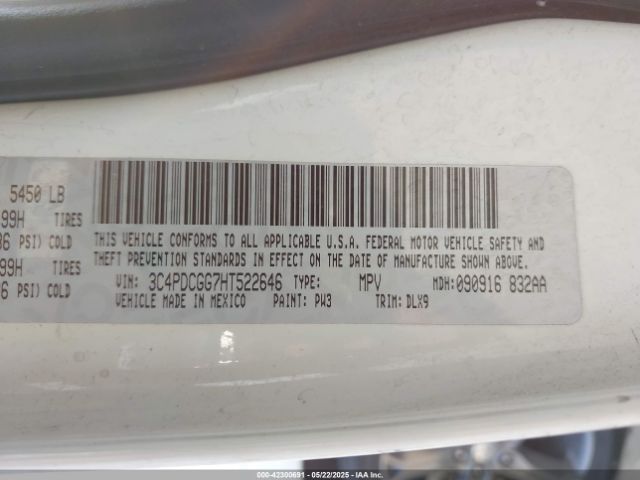 5450 LB
99H TIRES
36 PSI) COLD
99H TIRES
6 PSI) COLD
THIS VEHICLE CONFORMS TO ALL APPLICABLE U.S.A. FEDERAL MOTOR VEHICLE SAFETY AND
THEFT PREVENTION STANDARDS IN EFFECT ON THE DATE OF MANUFACTURE SHOWN ABOVE.
VIN: 3C4PDCGG7HT522646 TYPE: MPV MDH: 090916 832AA
VEHICLE MADE IN MEXICO PAINT: PW3 TRIM: DLX9
000-42300691 - 05/22/2025 - IAA Inc.